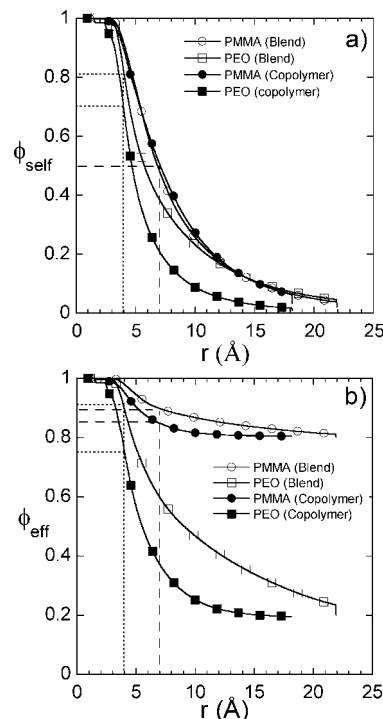 a)
PMMA (Blend)
PEO (Blend)
PMMA (Copolymer)
PEO (copolymer)
ϕself
1
0.8
0.6
0.4
0.2
0
0 5 10 15 20 25
r (Å)
b)
PMMA (Blend)
PEO (Blend)
PMMA (Copolymer)
PEO (Copolymer)
ϕeff
1
0.8
0.6
0.4
0.2
0
0 5 10 15 20 25
r (Å)